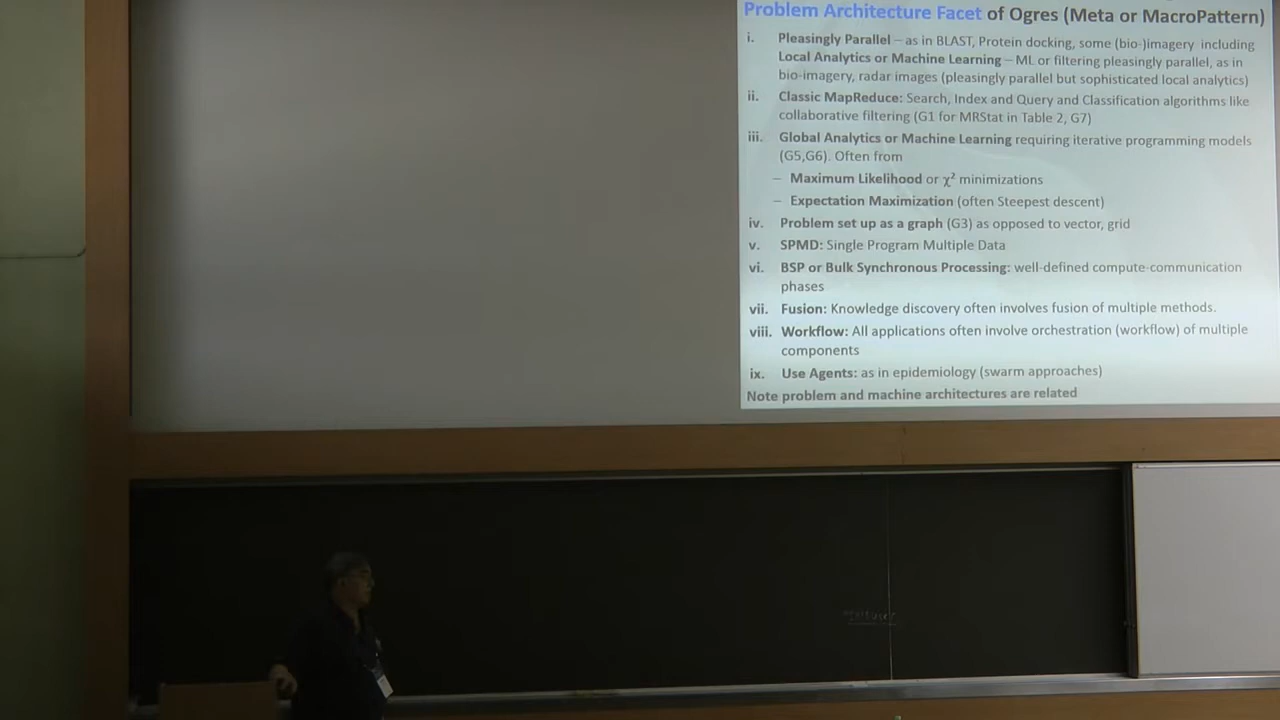 Problem Architecture Facet of Ogres (Meta or MacroPattern)
i. Pleasingly Parallel – as in BLAST, Protein docking, some (bio-)imagery including
Local Analytics or Machine Learning – ML or filtering pleasingly parallel, as in
bio-imagery, radar images (pleasingly parallel but sophisticated local analytics)
ii. Classic MapReduce: Search, Index and Query and Classification algorithms like
collaborative filtering (G1 for MRStat in Table 2, G7)
iii. Global Analytics or Machine Learning requiring iterative programming models
(G5,G6). Often from
– Maximum Likelihood or χ² minimizations
– Expectation Maximization (often Steepest descent)
iv. Problem set up as a graph (G3) as opposed to vector, grid
v. SPMD: Single Program Multiple Data
vi. BSP or Bulk Synchronous Processing: well-defined compute-communication
phases
vii. Fusion: Knowledge discovery often involves fusion of multiple methods.
viii. Workflow: All applications often involve orchestration (workflow) of multiple
components
ix. Use Agents: as in epidemiology (swarm approaches)
Note problem and machine architectures are related